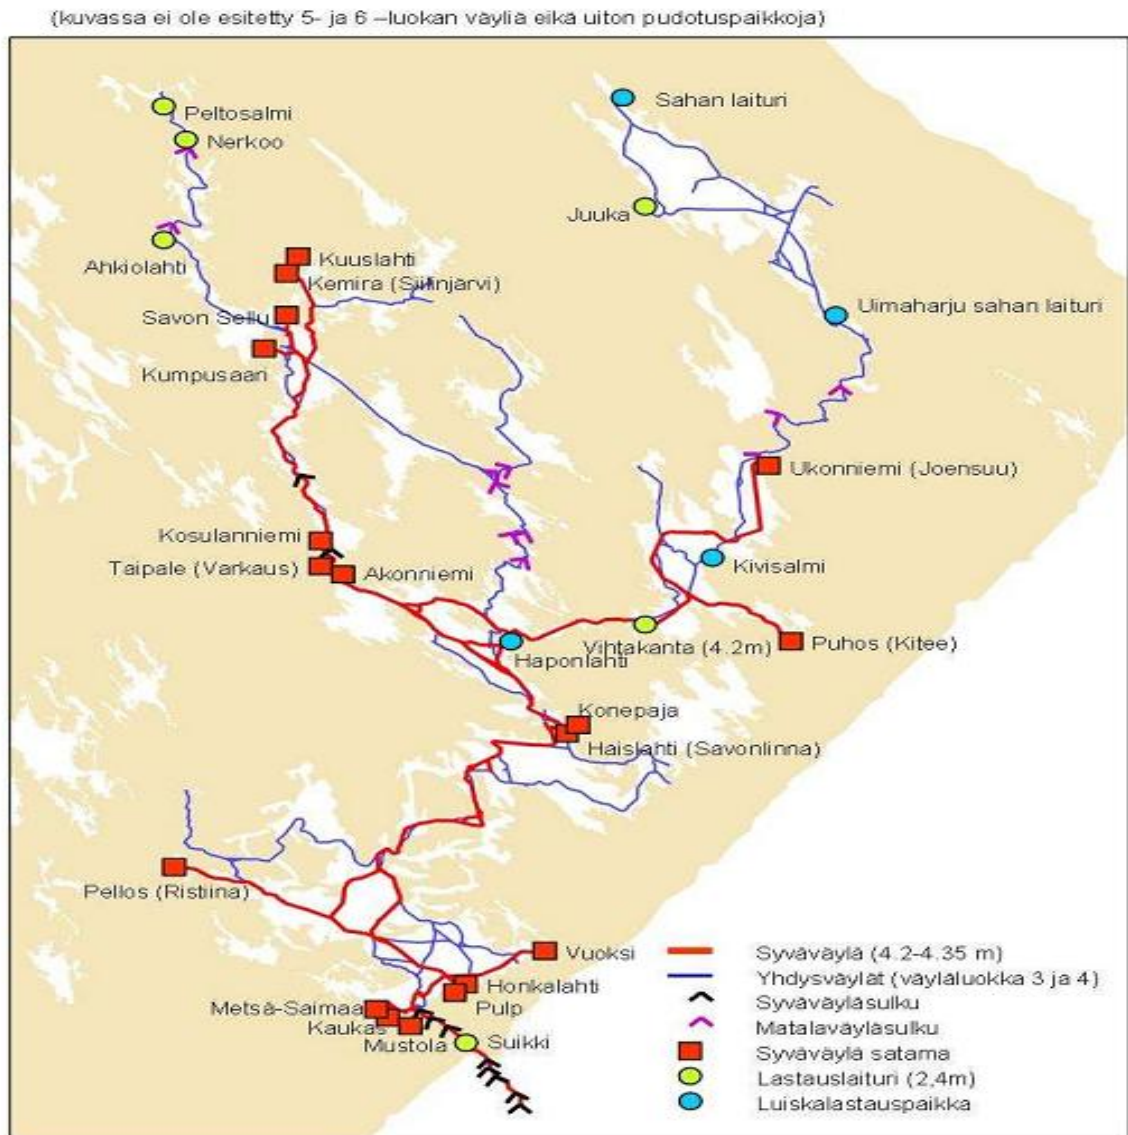 (kuvassa ei ole esitetty 5- ja 6 –luokan väyliä eikä uiton pudotuspaikkoja)
Peltosalmi
Sahan laituri
Nerkoo
Juuka
Ahkiolahti
Kuuslahti
Kemira (Siilinjärvi)
Savon Sellu
Uimaharju sahan laituri
Kumpusaari
Ukonniemi (Joensuu)
Kosulanniemi
Taipale (Varkaus)
Akonniemi
Kivisalmi
Vihtakanta (4.2m)
Puhos (Kitee)
Haponlahti
Konepaja
Haislahti (Savonlinna)
Pellos (Ristiina)
Vuoksi
Honkalahti
Pulp
Metsä-Saimaa
Kaukas
Mustola
Suikki
Syväväylä (4.2-4.35 m)
Yhdysväylät (väyläluokka 3 ja 4)
Syväväyläsulku
Matalaväyläsulku
Syväväylä satama
Lastauslaituri (2,4m)
Luiskalastauspaikka